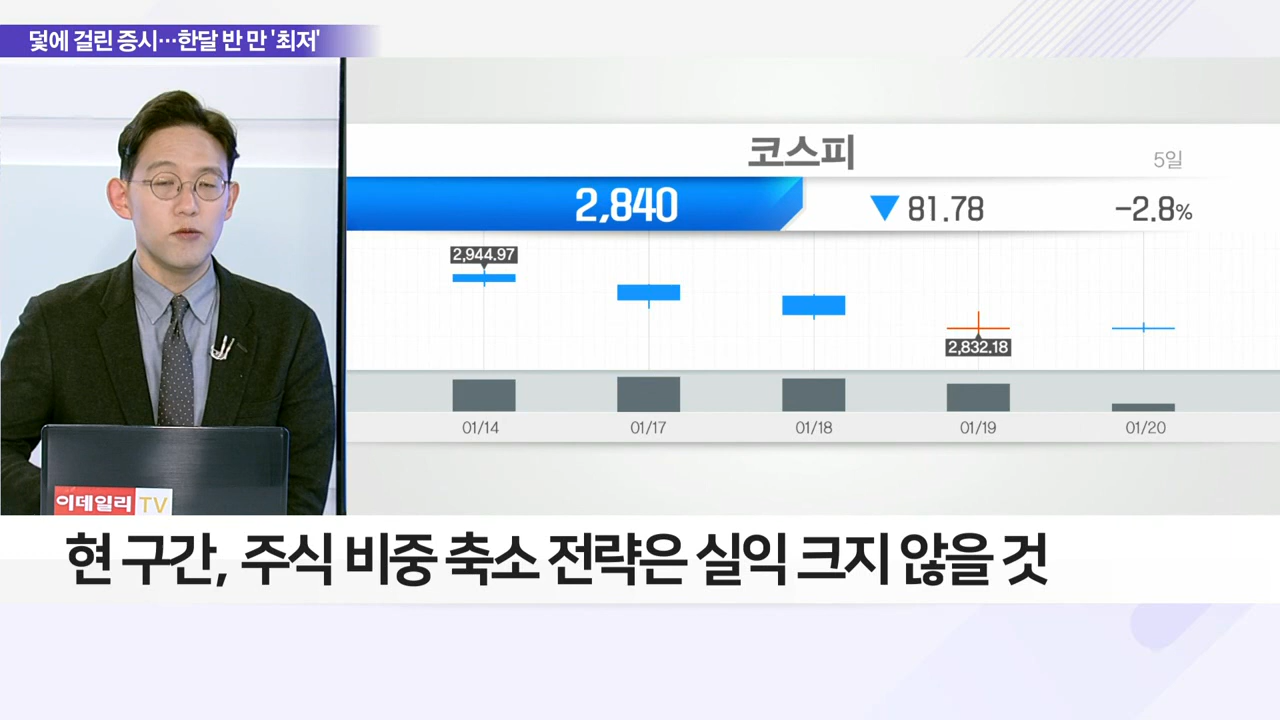 덫에 걸린 증시…한달 반 만 '최저'
코스피
5일
2,840
▼ 81.78
-2.8%
2,944.97
2,832.18
01/14
01/17
01/18
01/19
01/20
이데일리 TV
현 구간, 주식 비중 축소 전략은 실익 크지 않을 것